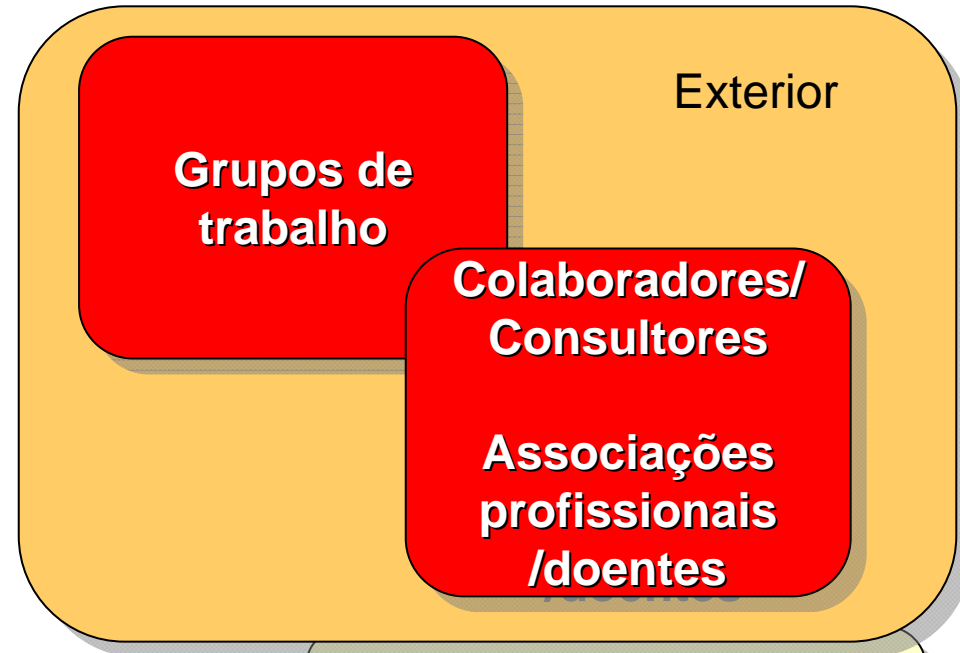 Exterior
Grupos de
trabalho
Colaboradores/
Consultores
Associações
profissionais
/doentes